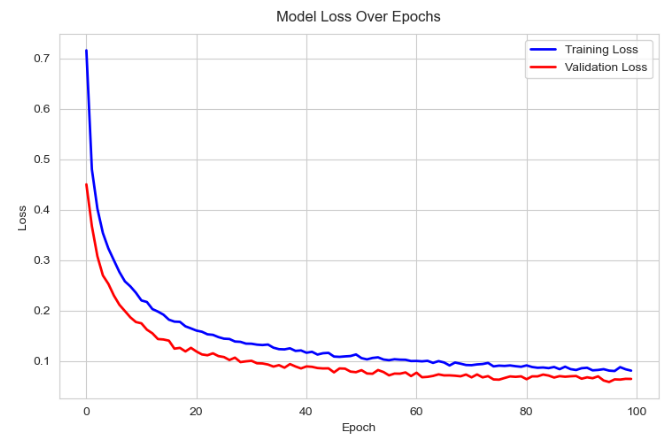 Model Loss Over Epochs
Training Loss
Validation Loss
0.7
0.6
0.5
0.4
0.3
0.2
0.1
Loss
0 20 40 60 80 100
Epoch